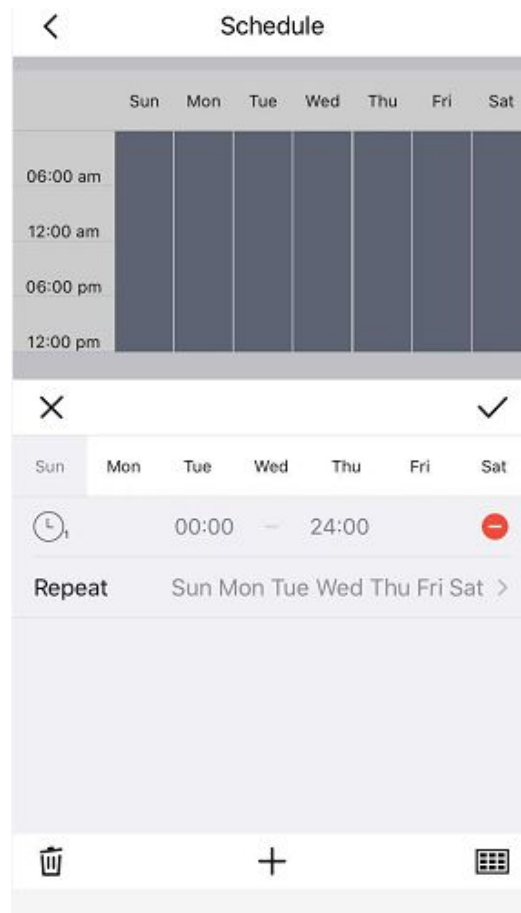 Schedule
Sun Mon Tue Wed Thu Fri Sat
06:00 am
12:00 am
06:00 pm
12:00 pm
Sun Mon Tue Wed Thu Fri Sat
1 00:00 – 24:00
Repeat Sun Mon Tue Wed Thu Fri Sat >